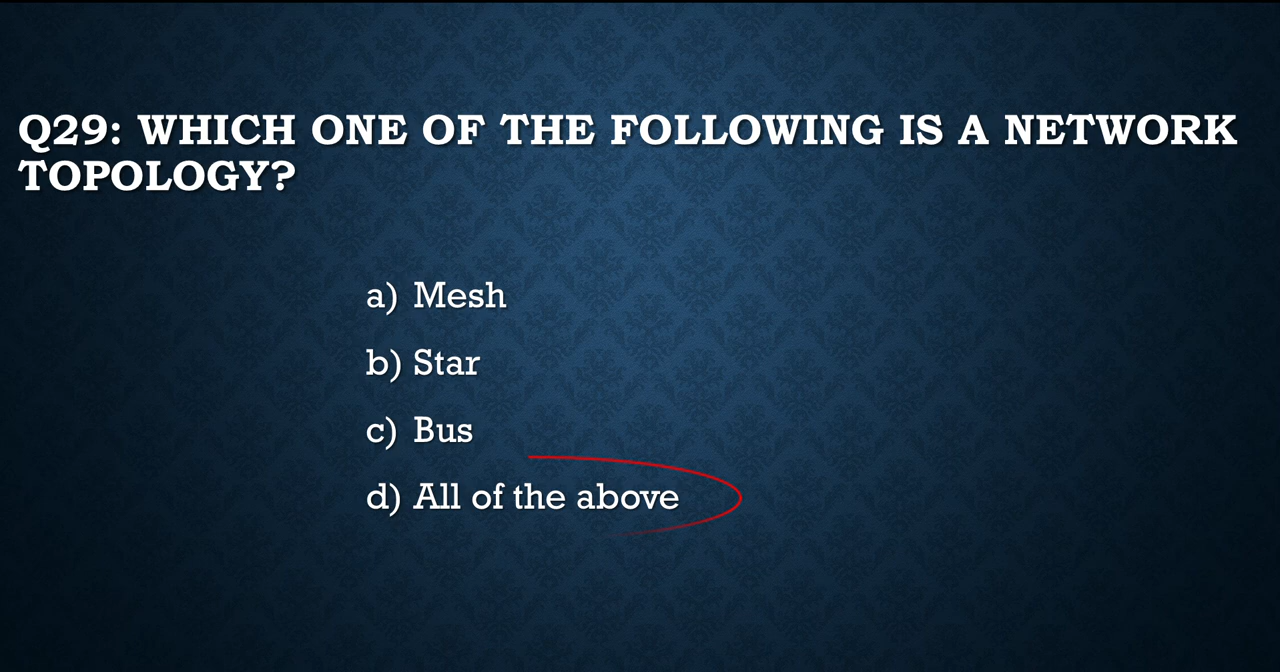 Q29: WHICH ONE OF THE FOLLOWING IS A NETWORK
TOPOLOGY?
a) Mesh
b) Star
c) Bus
d) All of the above